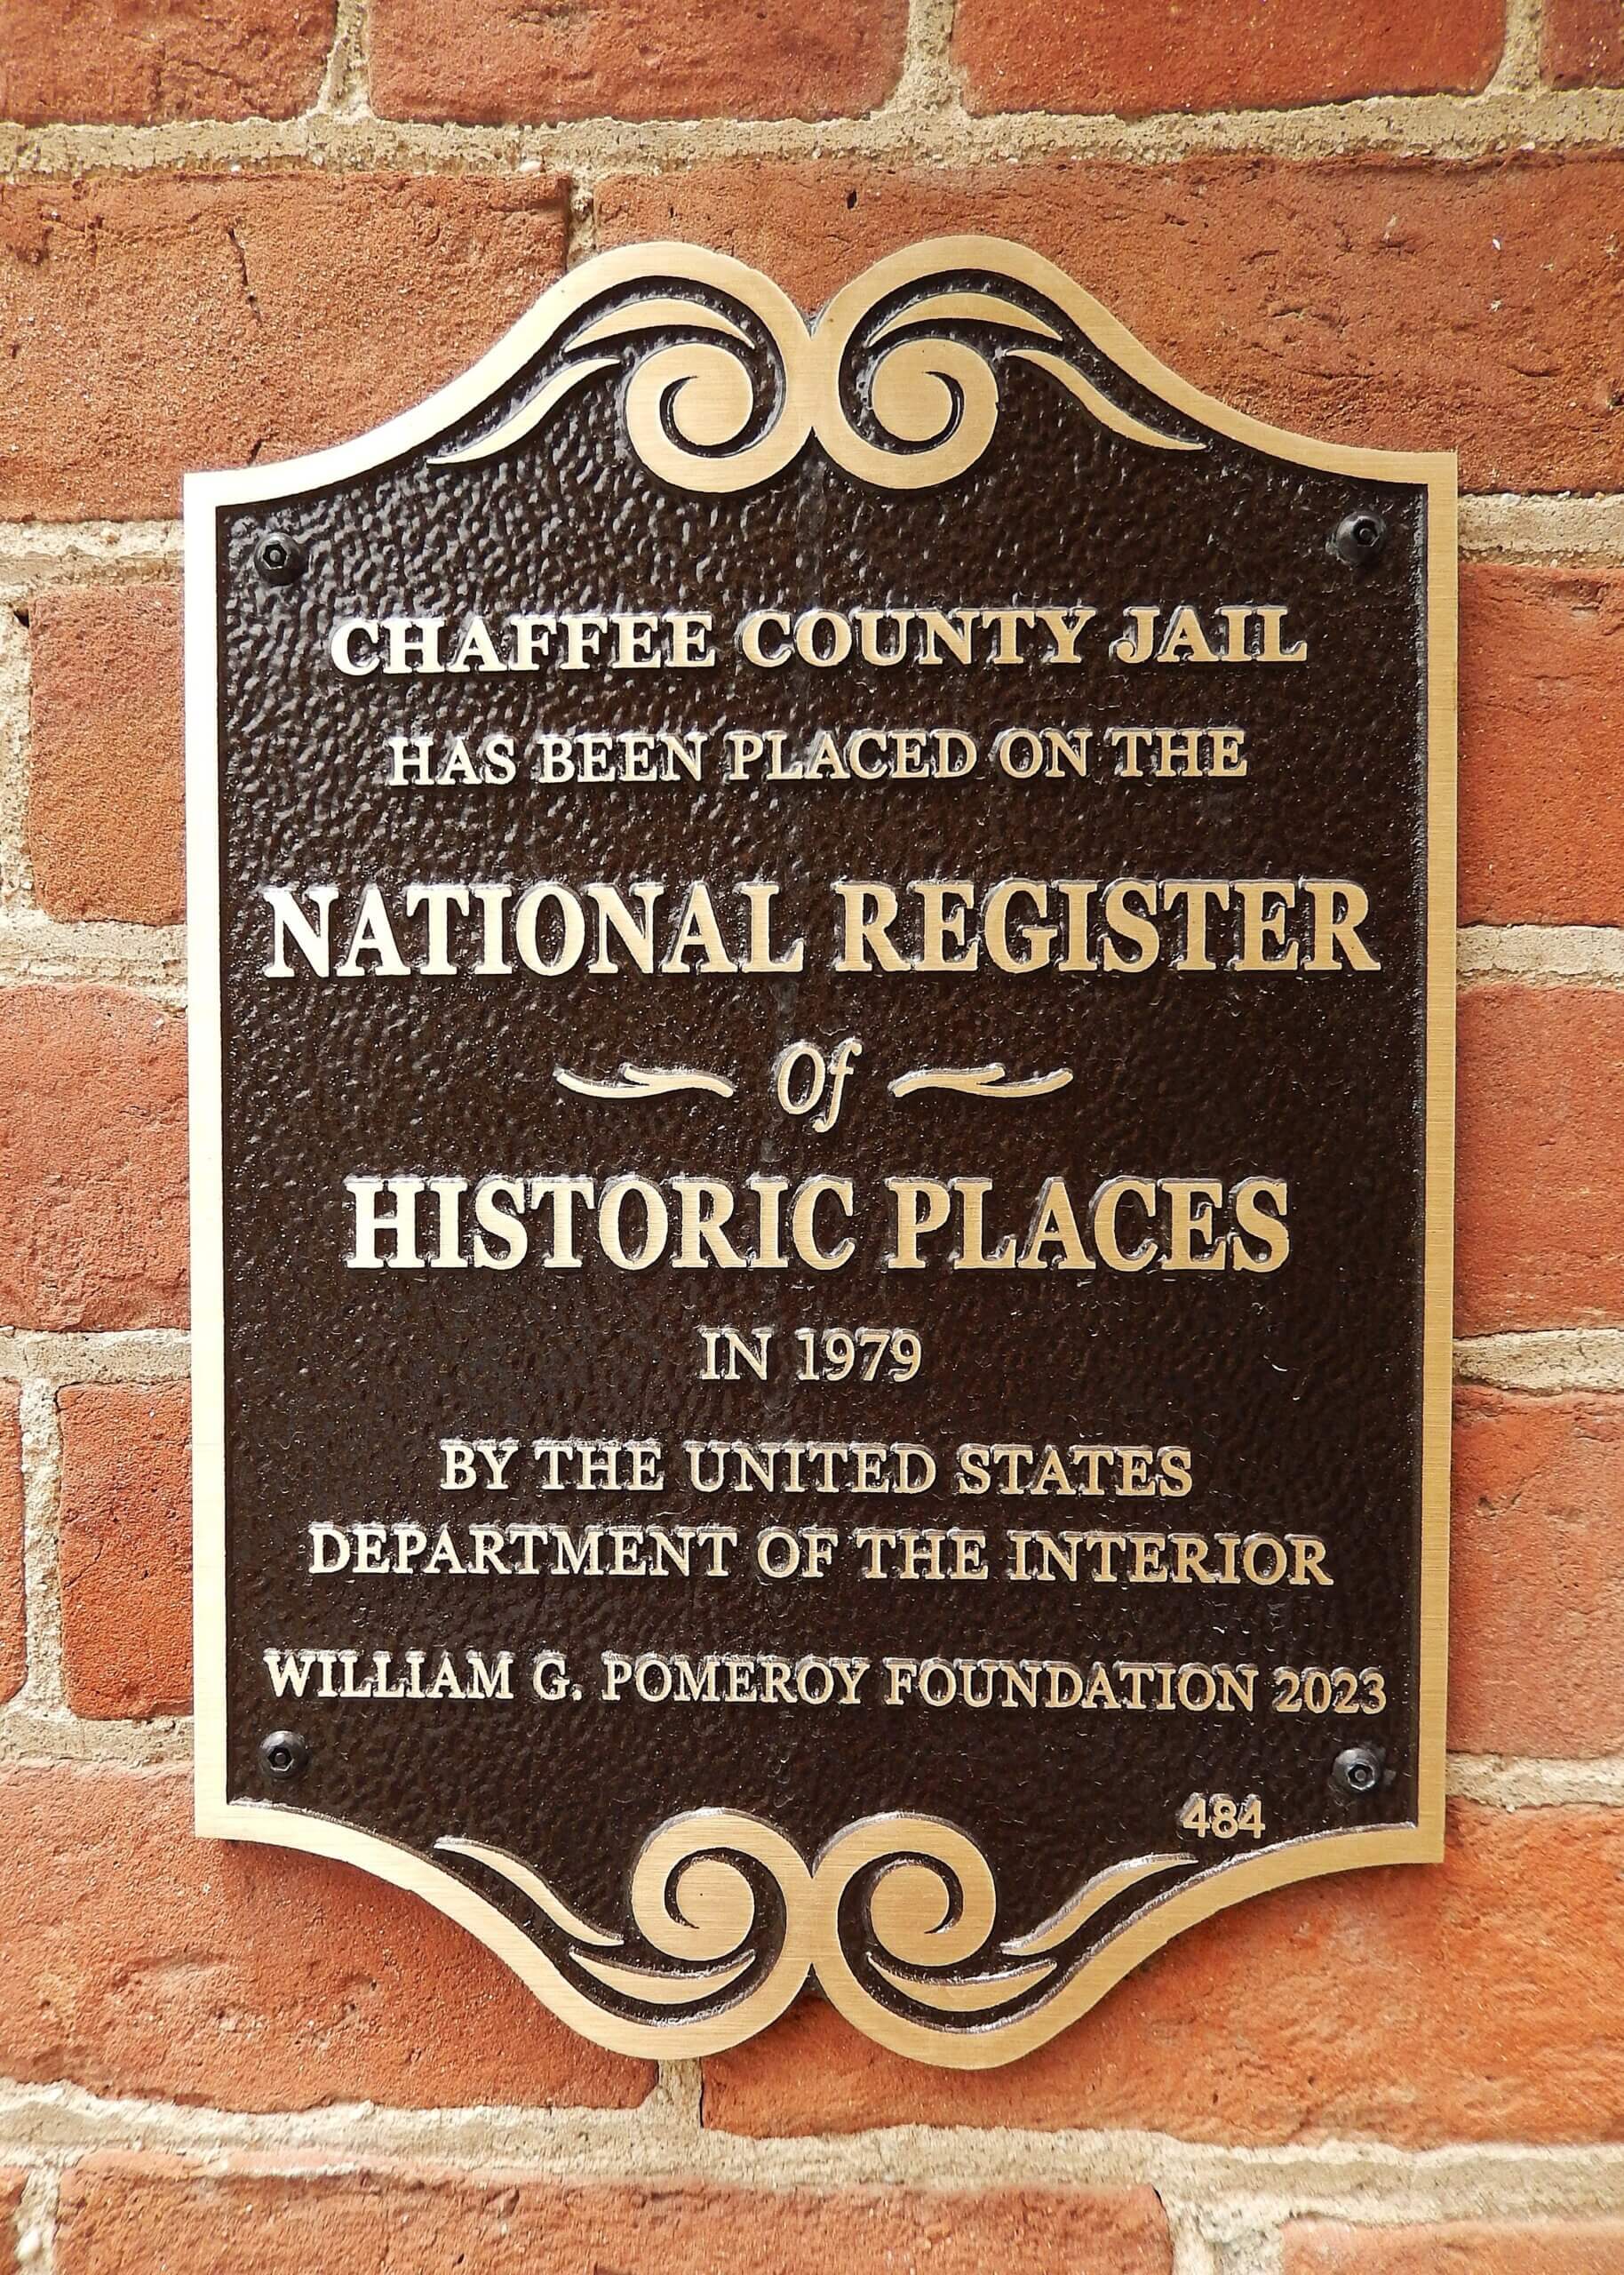 CHAFFEE COUNTY JAIL
HAS BEEN PLACED ON THE
NATIONAL REGISTER
Of
HISTORIC PLACES
IN 1979
BY THE UNITED STATES
DEPARTMENT OF THE INTERIOR
WILLIAM G. POMEROY FOUNDATION 2023
484